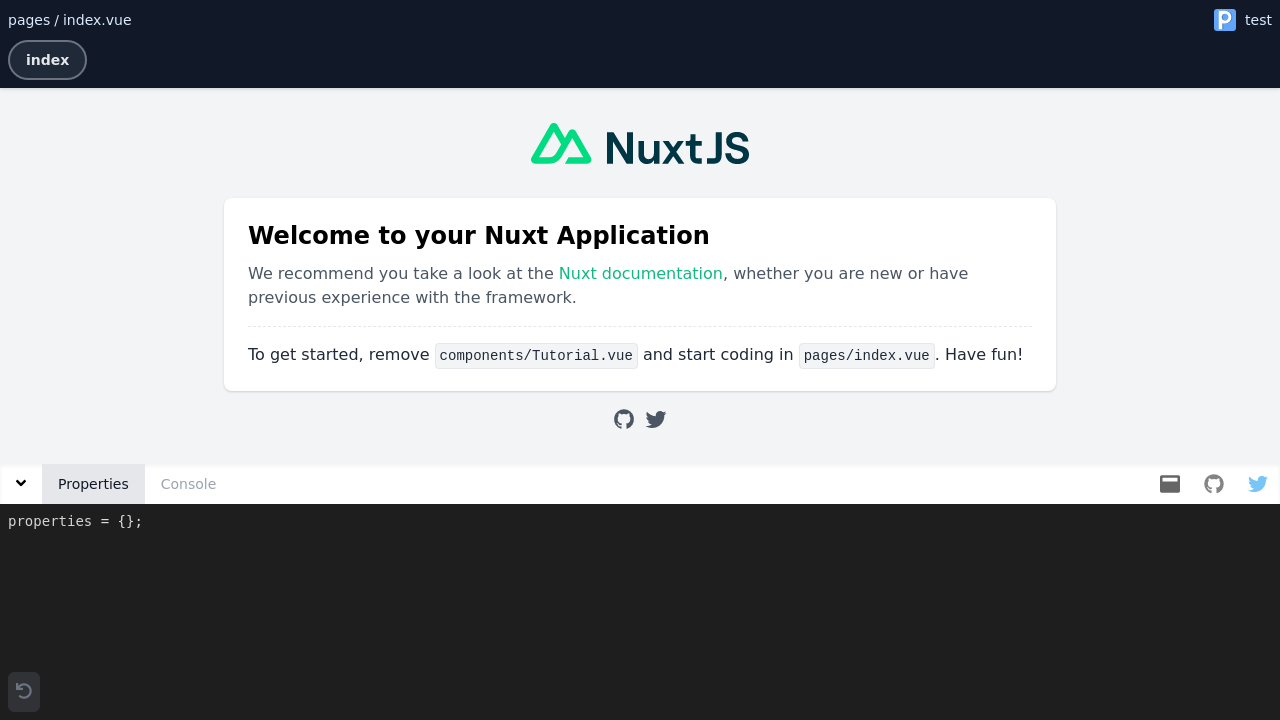 pages / index.vue
test
index
NuxtJS
Welcome to your Nuxt Application
We recommend you take a look at the Nuxt documentation, whether you are new or have
previous experience with the framework.
To get started, remove components/Tutorial.vue and start coding in pages/index.vue. Have fun!
Properties
Console
properties = {};